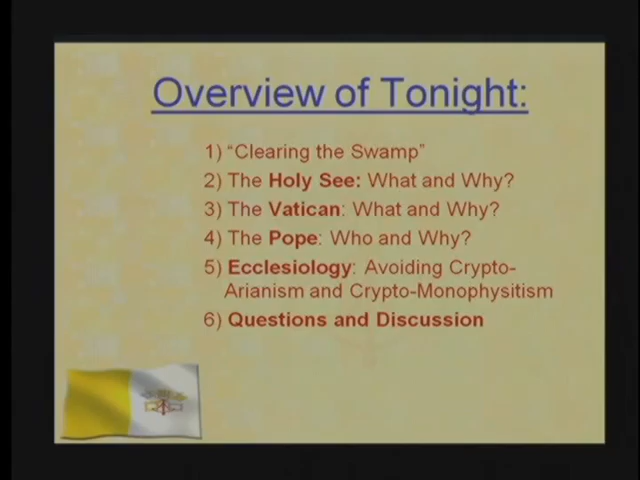 Overview of Tonight:
1) “Clearing the Swamp”
2) The Holy See: What and Why?
3) The Vatican: What and Why?
4) The Pope: Who and Why?
5) Ecclesiology: Avoiding Crypto-
Arianism and Crypto-Monophysitism
6) Questions and Discussion